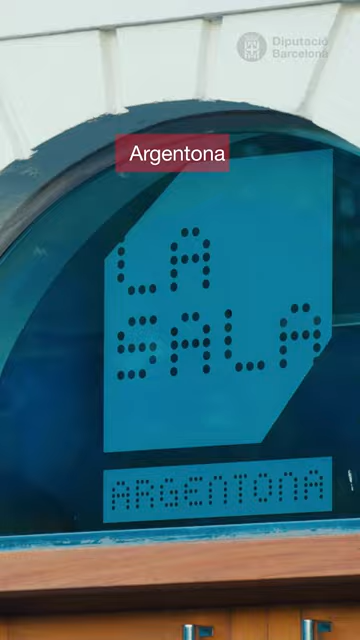 Diputació
Barcelona
Argentona
LA
SALA
ARGENTONA